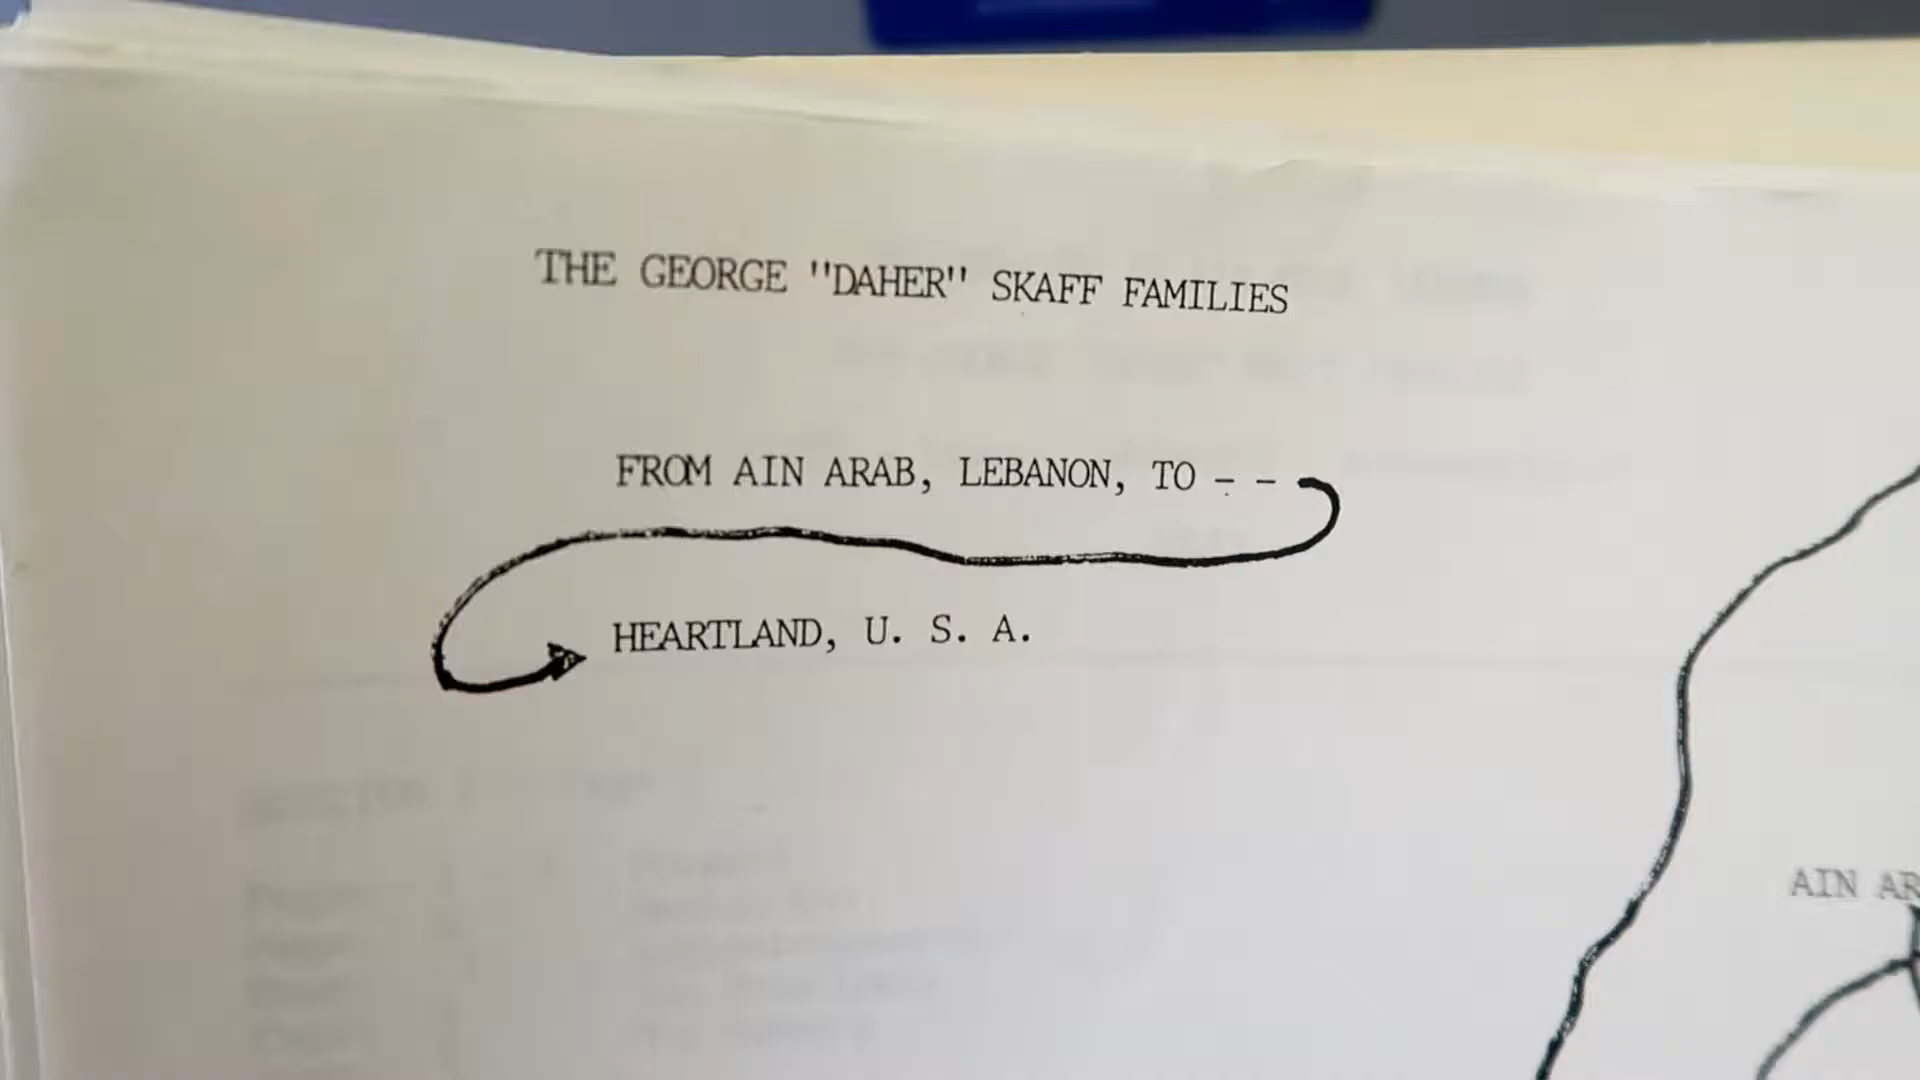 THE GEORGE "DAHER" SKAFF FAMILIES
FROM AIN ARAB, LEBANON, TO - -
HEARTLAND, U. S. A.
AIN AR